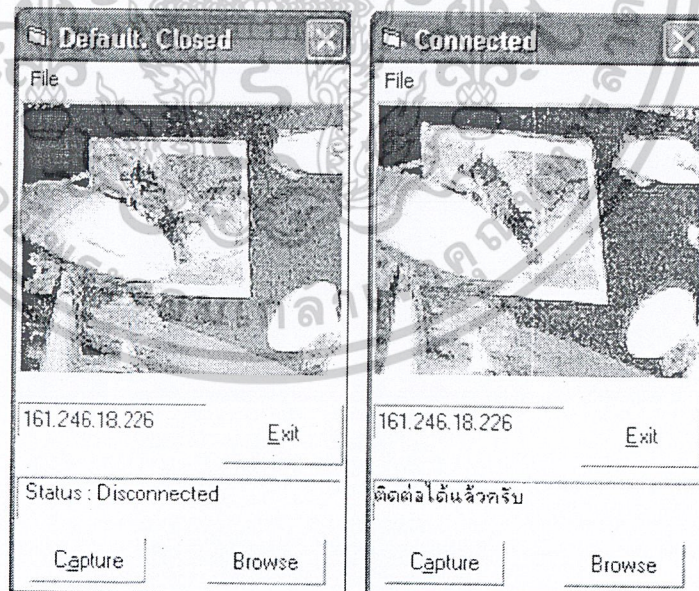 Default. Closed
File
161.246.18.226
Exit
Status : Disconnected
Capture
Browse
Connected
File
161.246.18.226
Exit
ติดต่อได้แล้วครับ
Capture
Browse